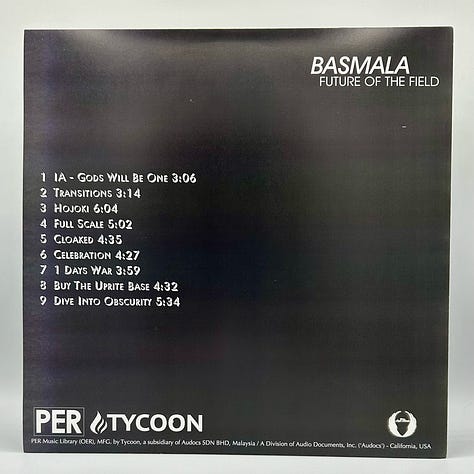 BASMALA
FUTURE OF THE FIELD
1 IA - GODS WILL BE ONE 3:06
2 TRANSITIONS 3:14
3 HOJOKI 6:04
4 FULL SCALE 5:02
5 CLOAKED 4:35
6 CELEBRATION 4:27
7 1 DAYS WAR 3:59
8 BUY THE UPRITE BASE 4:32
9 DIVE INTO OBSCURITY 5:34
PER TYCOON
PER Music Library (OER), MFG. by Tycoon, a subsidiary of Audocs SDN BHD, Malaysia / A Division of Audio Documents, Inc. ('Audocs') - California, USA